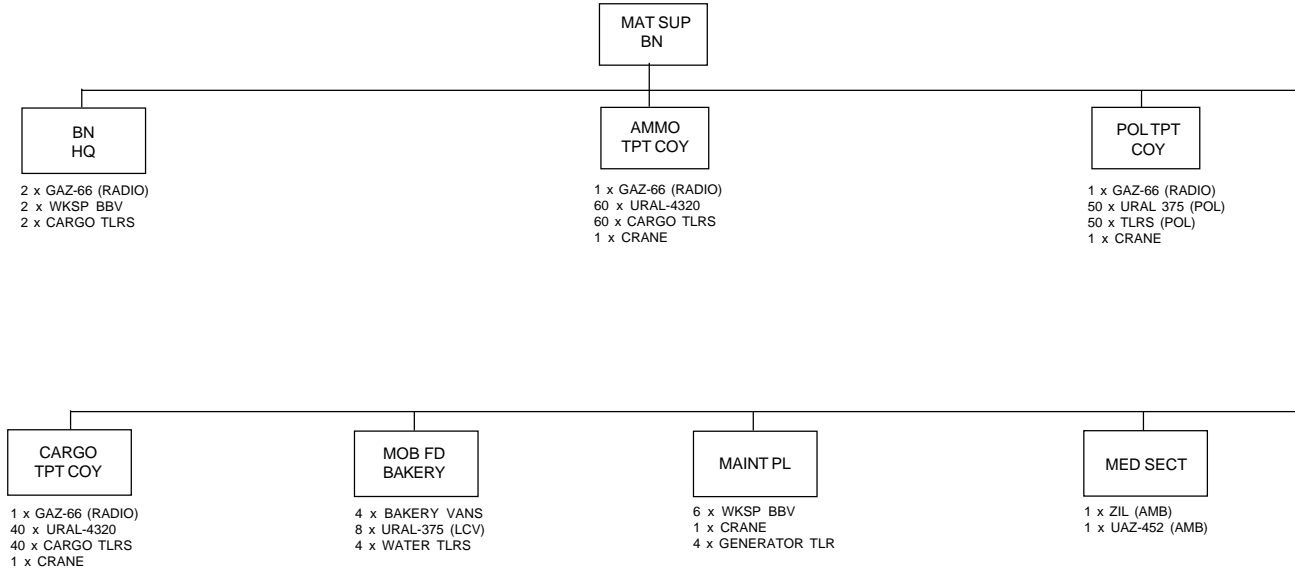 MAT SUP
BN
BN
HQ
2 x GAZ-66 (RADIO)
2 x WKSP BBV
2 x CARGO TLRS
AMMO
TPT COY
1 x GAZ-66 (RADIO)
60 x URAL-4320
60 x CARGO TLRS
1 x CRANE
POL TPT
COY
1 x GAZ-66 (RADIO)
50 x URAL 375 (POL)
50 x TLRS (POL)
1 x CRANE
CARGO
TPT COY
1 x GAZ-66 (RADIO)
40 x URAL-4320
40 x CARGO TLRS
1 x CRANE
MOB FD
BAKERY
4 x BAKERY VANS
8 x URAL-375 (LCV)
4 x WATER TLRS
MAINT PL
6 x WKSP BBV
1 x CRANE
4 x GENERATOR TLR
MED SECT
1 x ZIL (AMB)
1 x UAZ-452 (AMB)